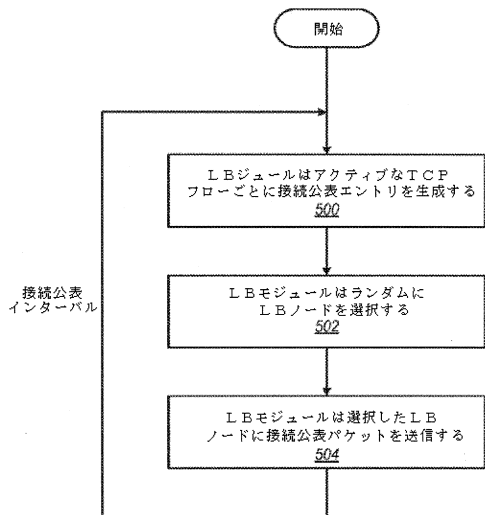 開始
LBジュールはアクティブなTCP
フローごとに接続公表エントリを生成する
500
接続公表
インターバル
LBモジュールはランダムに
LBノードを選択する
502
LBモジュールは選択したLB
ノードに接続公表パケットを送信する
504